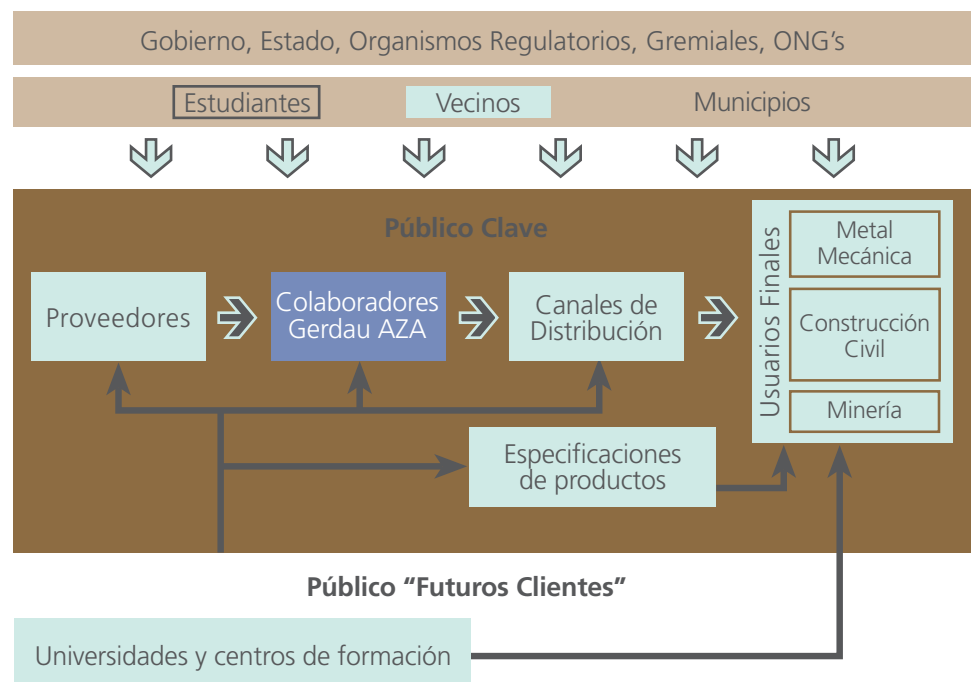 Gobierno, Estado, Organismos Regulatorios, Gremiales, ONG's
Estudiantes
Vecinos
Municipios
Público Clave
Proveedores
Colaboradores
Gerdau AZA
Canales de
Distribución
Usuarios Finales
Metal
Mecánica
Construcción
Civil
Minería
Especificaciones
de productos
Público “Futuros Clientes”
Universidades y centros de formación